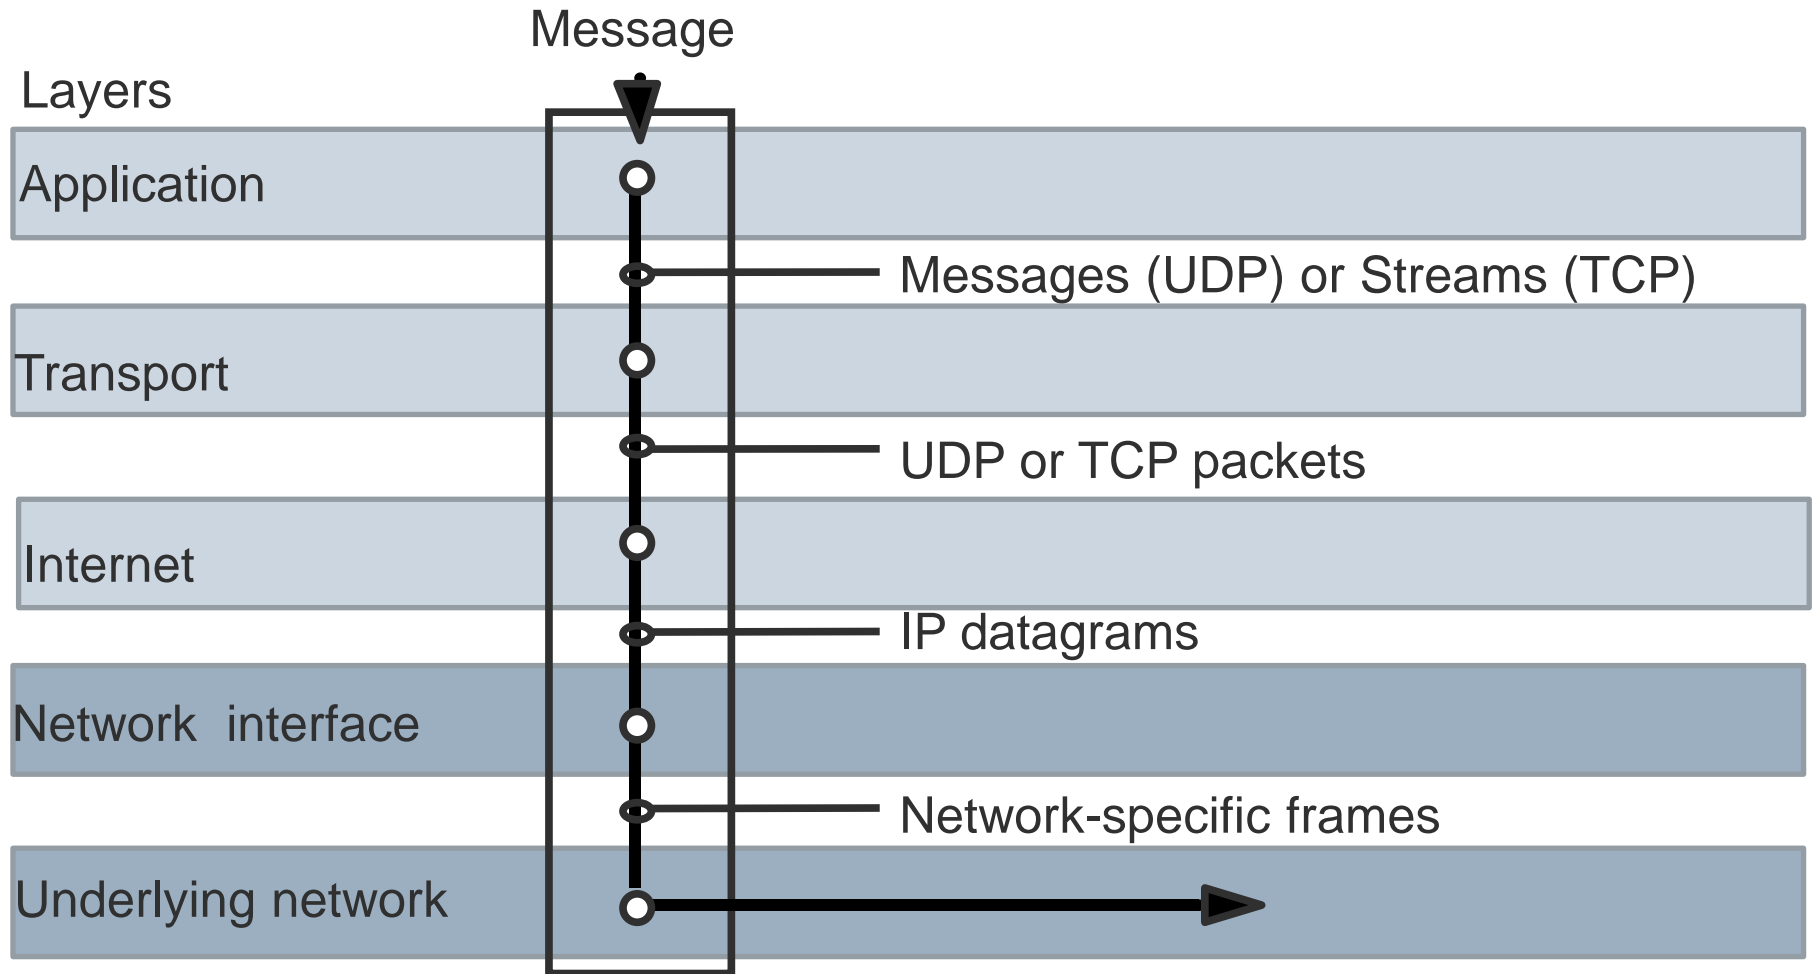 Message
Layers
Application
Messages (UDP) or Streams (TCP)
Transport
UDP or TCP packets
Internet
IP datagrams
Network interface
Network-specific frames
Underlying network